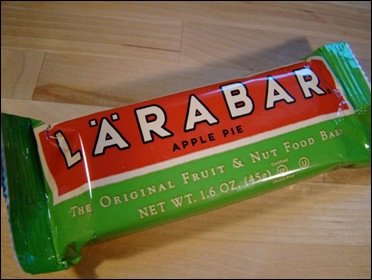 LÄRABAR
APPLE PIE
THE ORIGINAL FRUIT & NUT FOOD BAR
NET WT. 1.6 OZ. (45g)